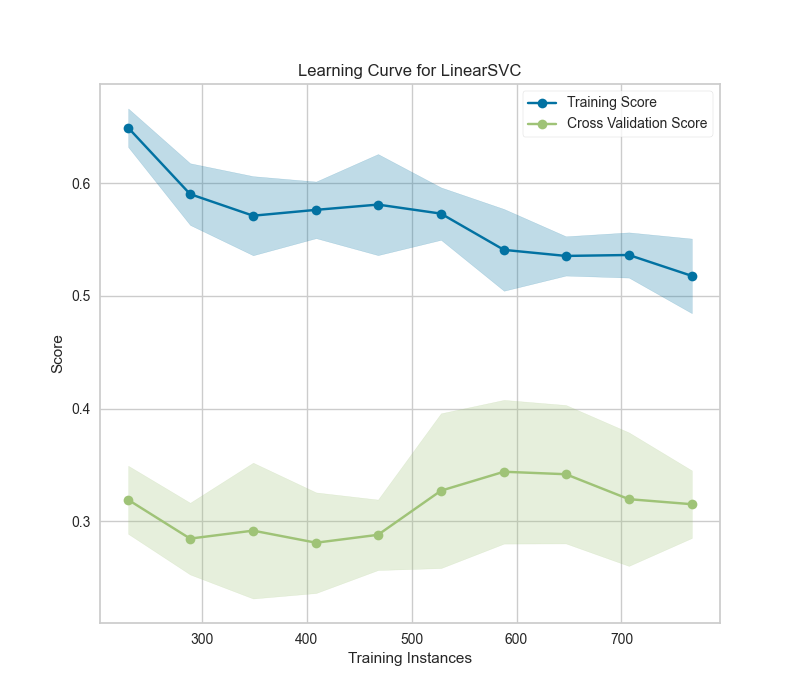 Learning Curve for LinearSVC
Training Score
Cross Validation Score
0.6
0.5
0.4
0.3
Score
300 400 500 600 700
Training Instances